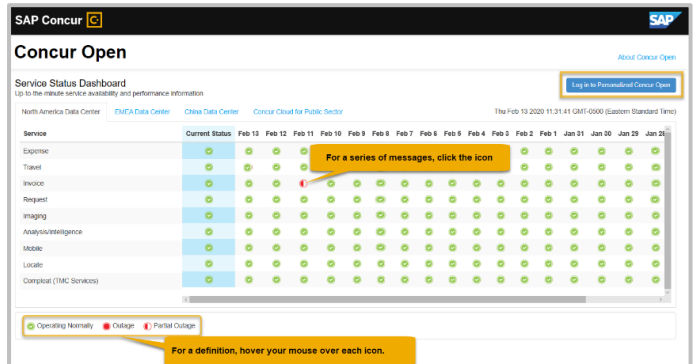 SAP Concur C
SAP
Concur Open
About Concur Open
Service Status Dashboard
Up to the minute service availability and performance information
Log in to Personalized Concur Open
North America Data Center EMEA Data Center China Data Center Concur Cloud for Public Sector Thu Feb 13 2020 11:31:41 GMT-0500 (Eastern Standard Time)
Service Current Status Feb 13 Feb 12 Feb 11 Feb 10 Feb 9 Feb 8 Feb 7 Feb 6 Feb 5 Feb 4 Feb 3 Feb 2 Feb 1 Jan 31 Jan 30 Jan 29 Jan 28
Expense
For a series of messages, click the icon
Travel
Invoice
Request
Imaging
Analysis/Intelligence
Mobile
Locate
Compleat (TMC Services)
Operating Normally Outage Partial Outage
For a definition, hover your mouse over each icon.